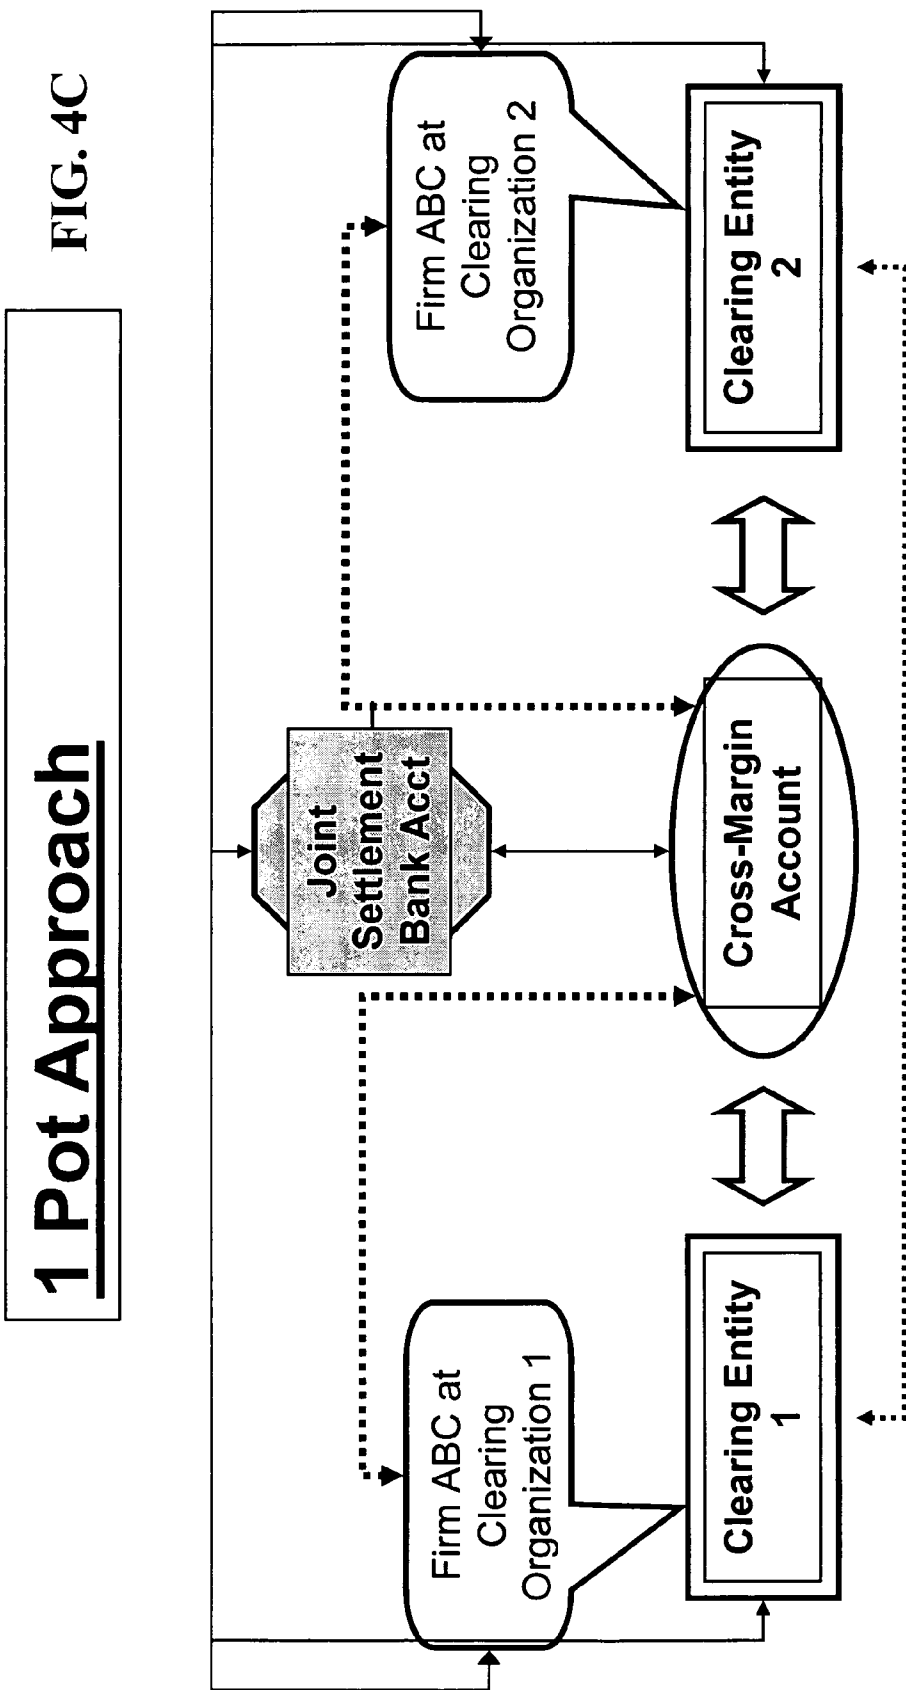 1 Pot Approach
FIG. 4C
Joint
Settlement
Bank Acct
Firm ABC at
Clearing
Organization 1
Firm ABC at
Clearing
Organization 2
Clearing Entity
1
Cross-Margin
Account
Clearing Entity
2